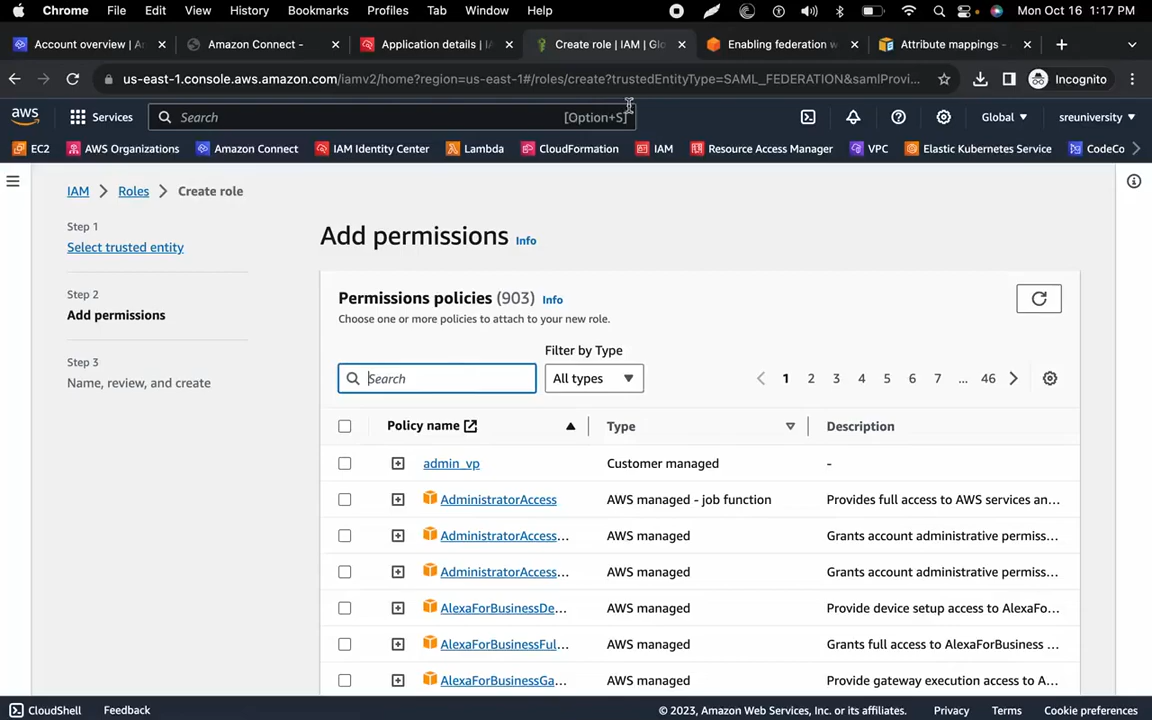 Chrome File Edit View History Bookmarks Profiles Tab Window Help Mon Oct 16 1:17 PM
Account overview | A Amazon Connect - Application details | IA Create role | IAM | Glo Enabling federation w Attribute mappings -
us-east-1.console.aws.amazon.com/iamv2/home?region=us-east-1#/roles/create?trustedEntityType=SAML_FEDERATION&samlProvi... Incognito
aws Services Search [Option+S] Global sreuniversity
EC2 AWS Organizations Amazon Connect IAM Identity Center Lambda CloudFormation IAM Resource Access Manager VPC Elastic Kubernetes Service CodeCo
IAM > Roles > Create role
Step 1
Select trusted entity
Step 2
Add permissions
Step 3
Name, review, and create
Add permissions Info
Permissions policies (903) Info
Choose one or more policies to attach to your new role.
Filter by Type
Search All types 1 2 3 4 5 6 7 ... 46
Policy name Type Description
admin_vp Customer managed -
AdministratorAccess AWS managed - job function Provides full access to AWS services an...
AdministratorAccess... AWS managed Grants account administrative permiss...
AdministratorAccess... AWS managed Grants account administrative permiss...
AlexaForBusinessDe... AWS managed Provide device setup access to AlexaFo...
AlexaForBusinessFul... AWS managed Grants full access to AlexaForBusiness ...
AlexaForBusinessGa... AWS managed Provide gateway execution access to A...
CloudShell Feedback © 2023, Amazon Web Services, Inc. or its affiliates. Privacy Terms Cookie preferences